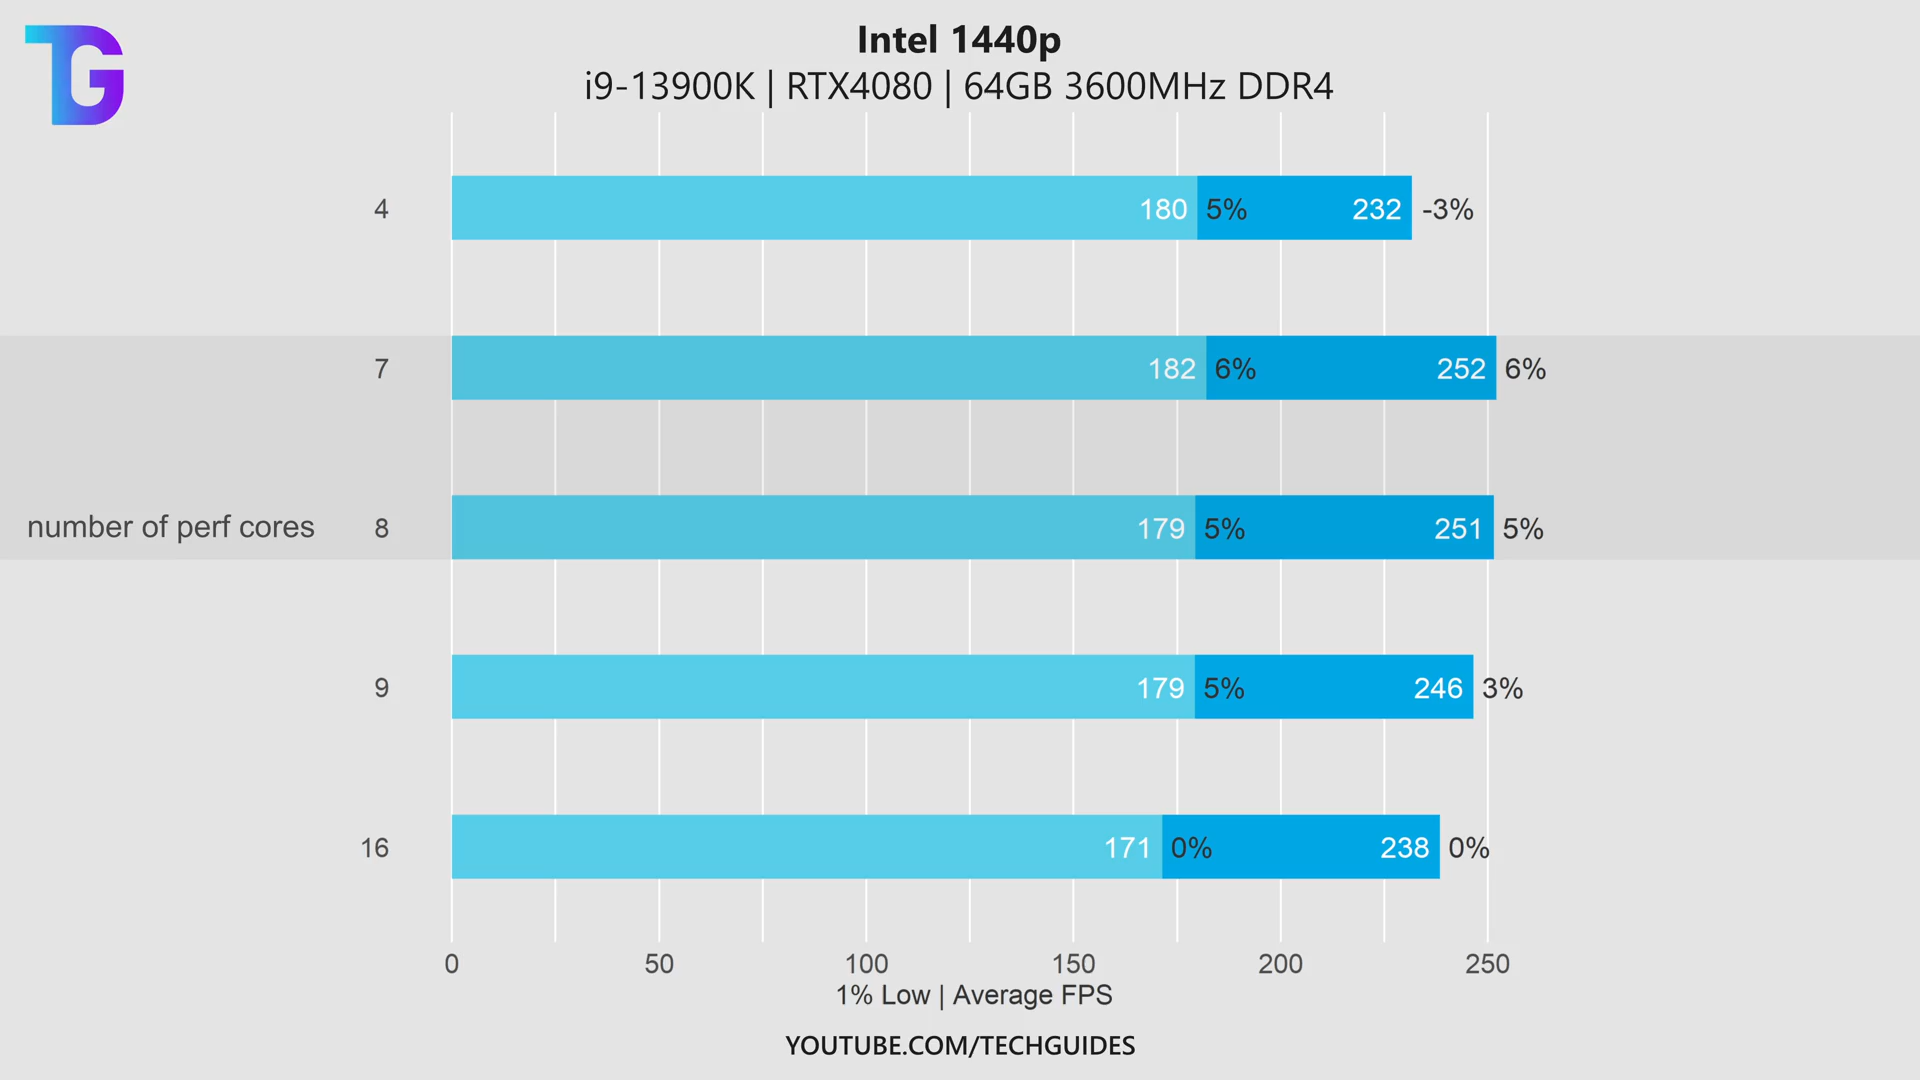 TG
Intel 1440p
i9-13900K | RTX4080 | 64GB 3600MHz DDR4
4 180 5% 232 -3%
7 182 6% 252 6%
number of perf cores 8 179 5% 251 5%
9 179 5% 246 3%
16 171 0% 238 0%
0 50 100 150 200 250
1% Low | Average FPS
YOUTUBE.COM/TECHGUIDES